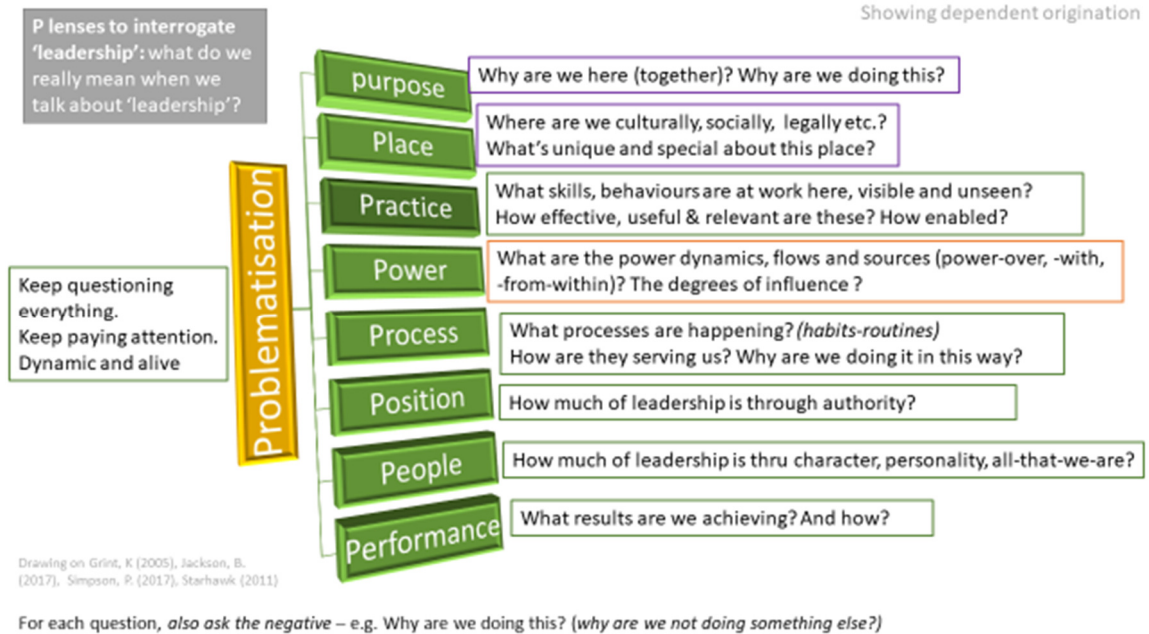 Showing dependent origination
P lenses to interrogate
‘leadership’: what do we
really mean when we
talk about ‘leadership’?
purpose
Why are we here (together)? Why are we doing this?
Place
Where are we culturally, socially, legally etc.?
What’s unique and special about this place?
Practice
What skills, behaviours are at work here, visible and unseen?
How effective, useful & relevant are these? How enabled?
Power
What are the power dynamics, flows and sources (power-over, -with,
-from-within)? The degrees of influence ?
Problematisation
Keep questioning
everything.
Keep paying attention.
Dynamic and alive
Process
What processes are happening? (habits-routines)
How are they serving us? Why are we doing it in this way?
Position
How much of leadership is through authority?
People
How much of leadership is thru character, personality, all-that-we-are?
Performance
What results are we achieving? And how?
Drawing on Grint, K (2005), Jackson, B.
(2017), Simpson, P. (2017), Starhawk (2011)
For each question, also ask the negative – e.g. Why are we doing this? (why are we not doing something else?)